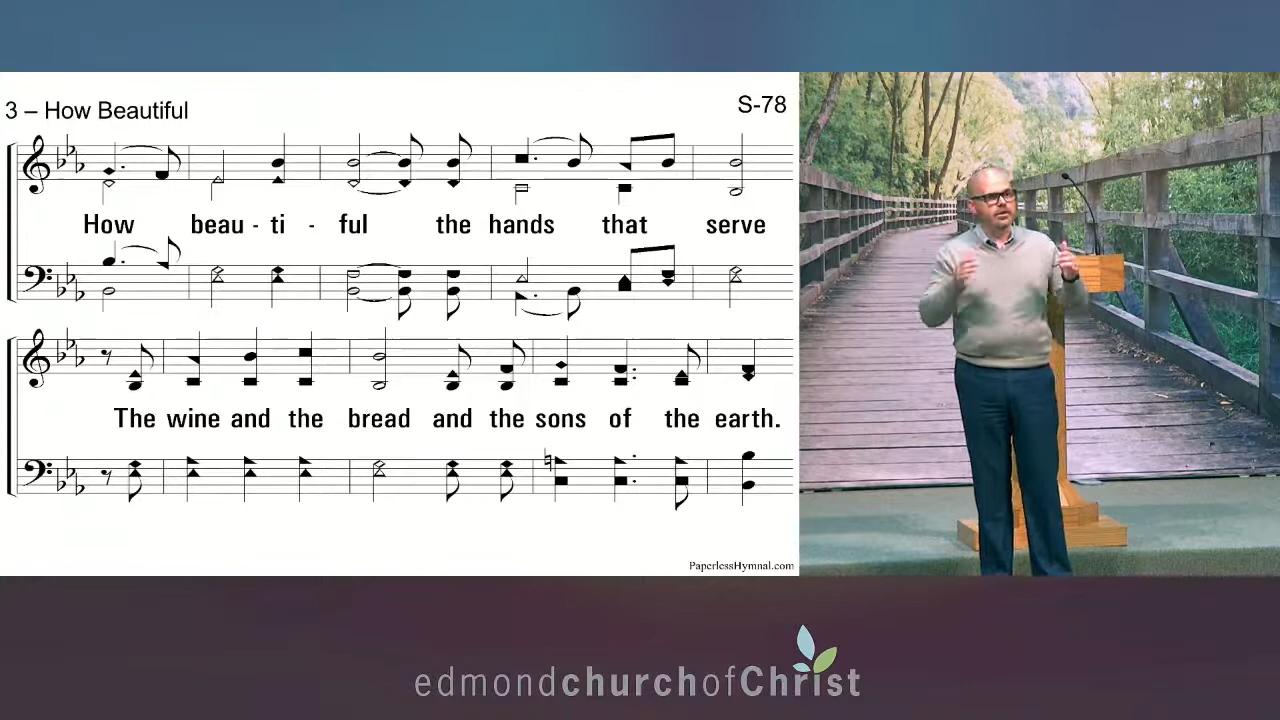 3 – How Beautiful
S-78
How beau - ti - ful the hands that serve
The wine and the bread and the sons of the earth.
PaperlessHymnal.com
edmondchurchofChrist